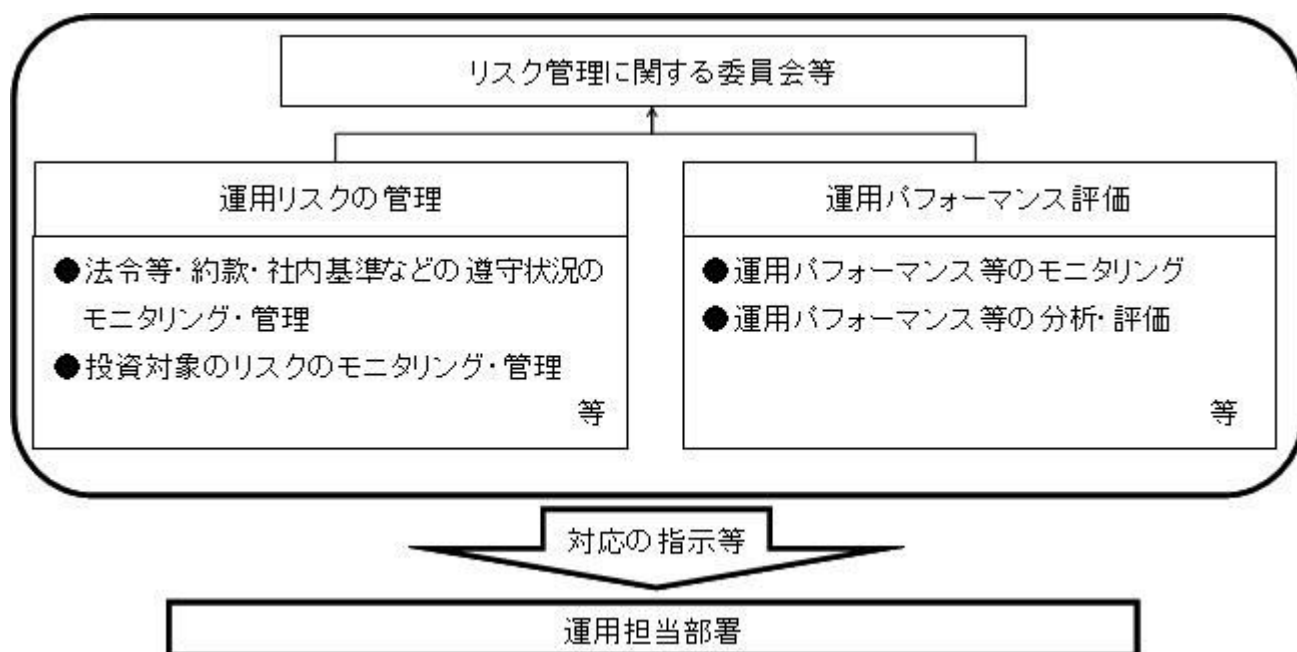 リスク管理に関する委員会等
運用リスクの管理
●法令等・約款・社内基準などの遵守状況の
モニタリング・管理
●投資対象のリスクのモニタリング・管理
等
運用パフォーマンス評価
●運用パフォーマンス等のモニタリング
●運用パフォーマンス等の分析・評価
等
対応の指示等
運用担当部署